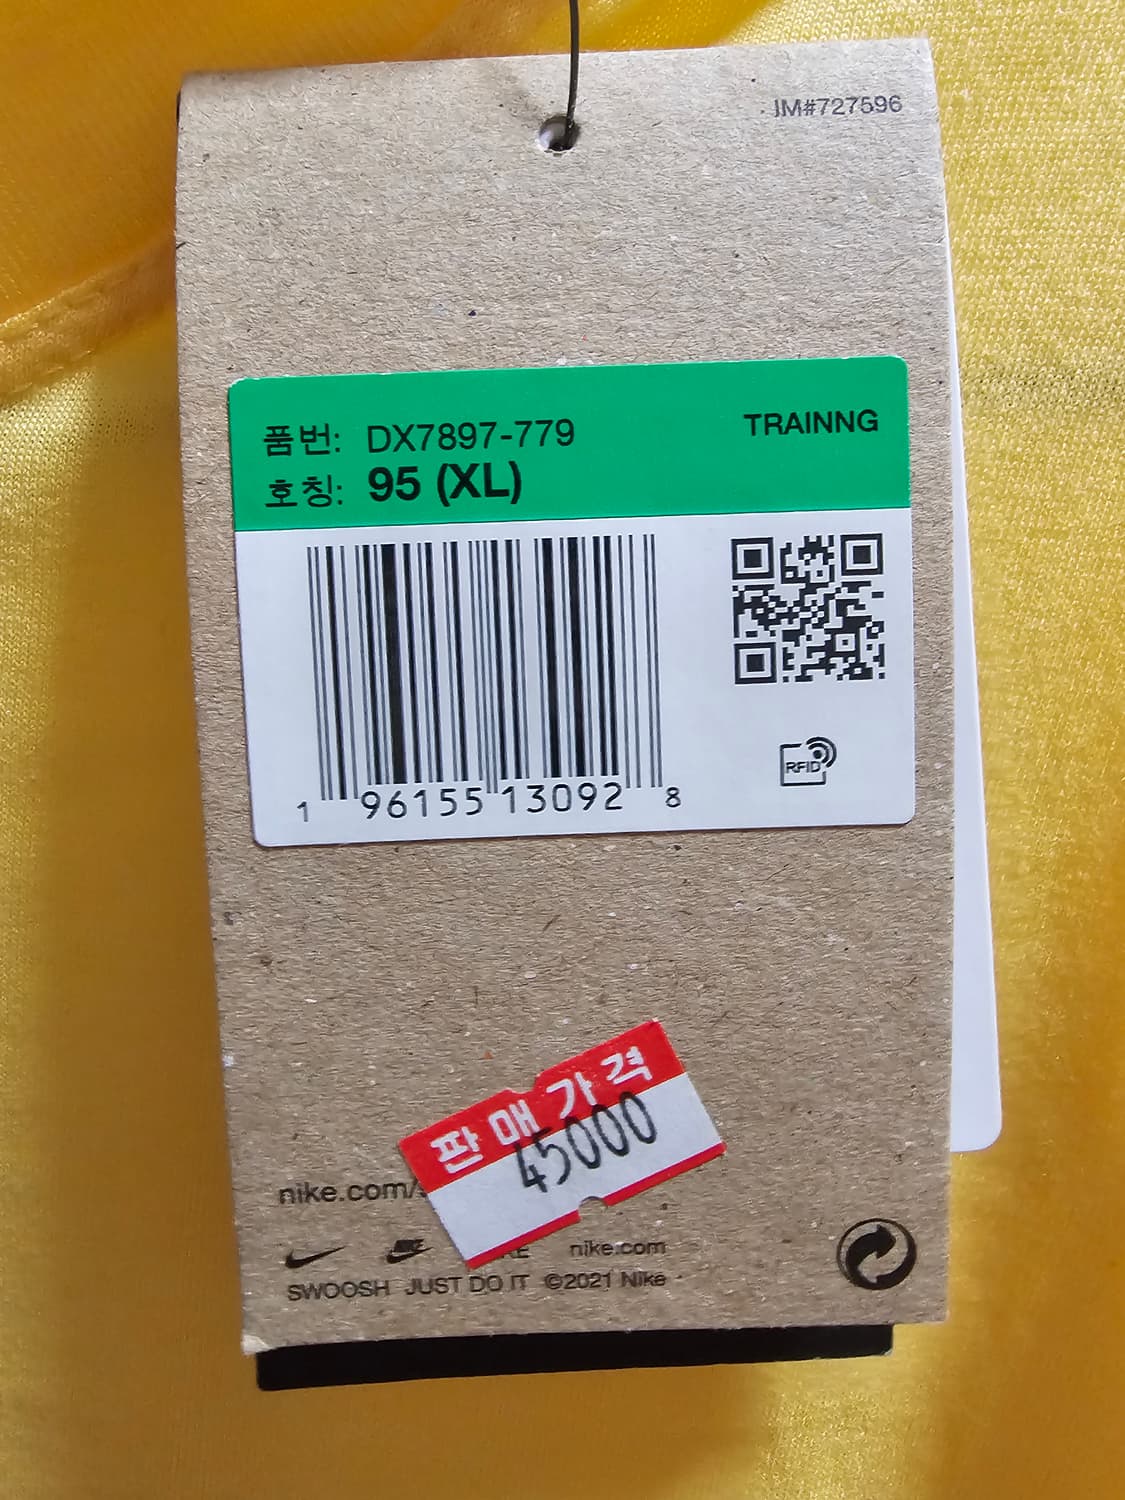 IM#727596
품번: DX7897-779
TRAINNG
호칭: 95 (XL)
RFID
1 96155 13092 8
판매가격
45000
nike.com/
nike.com
SWOOSH JUST DO IT ©2021 Nike